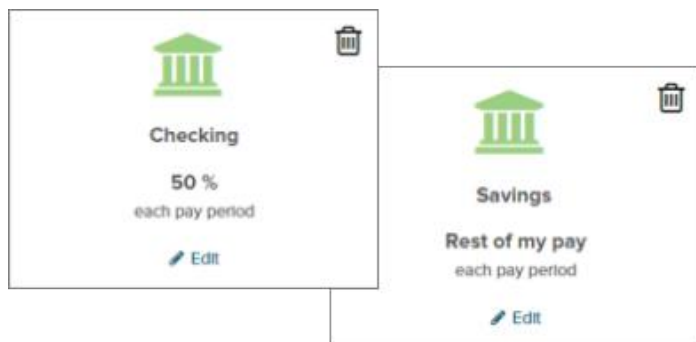 Checking
50 %
each pay period
Edit
Savings
Rest of my pay
each pay period
Edit